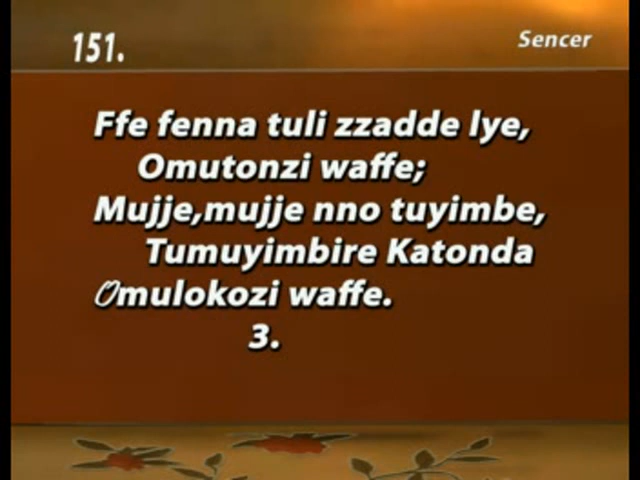 151.
Sencer
Ffe fenna tuli zzadde lye,
Omutonzi waffe;
Mujje,mujje nno tuyimbe,
Tumuyimbire Katonda
Omulokozi waffe.
3.